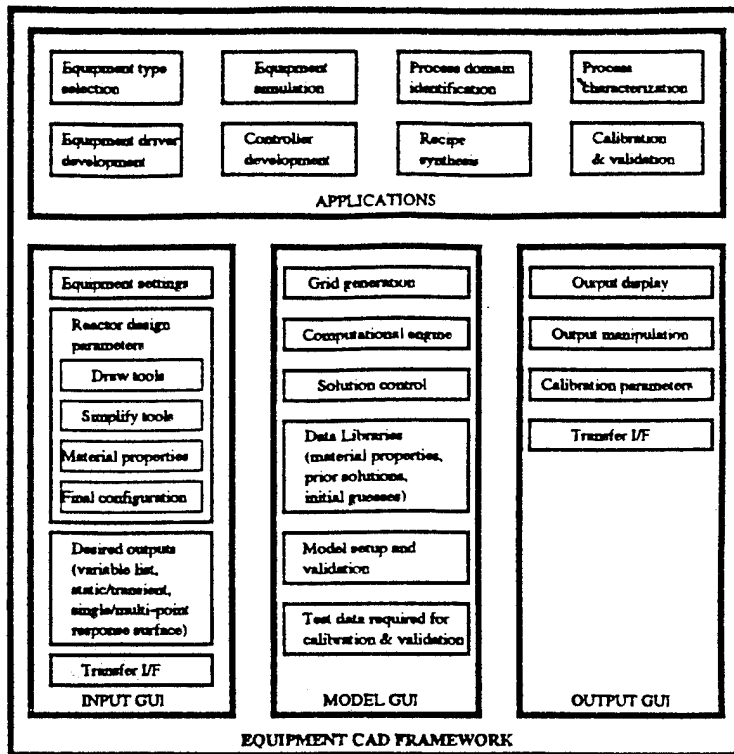 Equipment type
selection
Equipment
simulation
Process domain
identification
Process
characterization
Equipment driver
development
Controller
development
Recipe
synthesis
Calibration
& validation
APPLICATIONS
Equipment settings
Reactor design
parameters
Draw tools
Simplify tools
Material properties
Final configuration
Desired outputs
(variable list,
static/transient,
single/multi-point
response surface)
Transfer I/F
INPUT GUI
Grid generation
Computational engine
Solution control
Data Libraries
(material properties,
prior solutions,
initial guesses)
Model setup and
validation
Test data required for
calibration & validation
MODEL GUI
Output display
Output manipulation
Calibration parameters
Transfer I/F
OUTPUT GUI
EQUIPMENT CAD FRAMEWORK